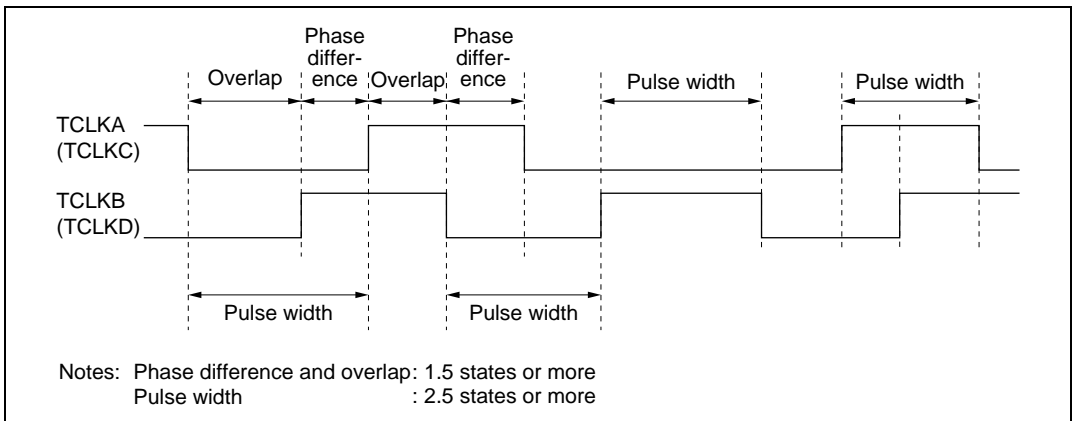 Phase
differ-
ence
Phase
differ-
ence
Overlap
Overlap
Pulse width
Pulse width
TCLKA
(TCLKC)
TCLKB
(TCLKD)
Pulse width
Pulse width
Notes: Phase difference and overlap: 1.5 states or more
Pulse width : 2.5 states or more